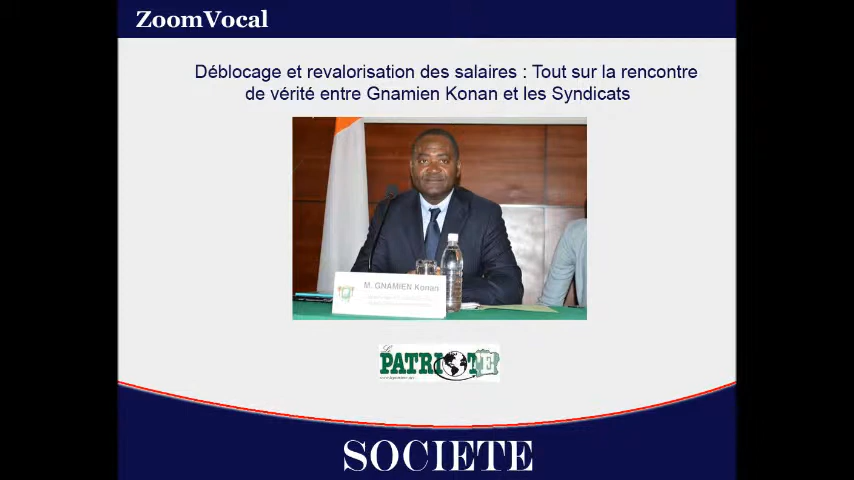 ZoomVocal
Déblocage et revalorisation des salaires : Tout sur la rencontre
de vérité entre Gnamien Konan et les Syndicats
M. GNAMIEN Konan
Le
PATRIOTE
SOCIETE